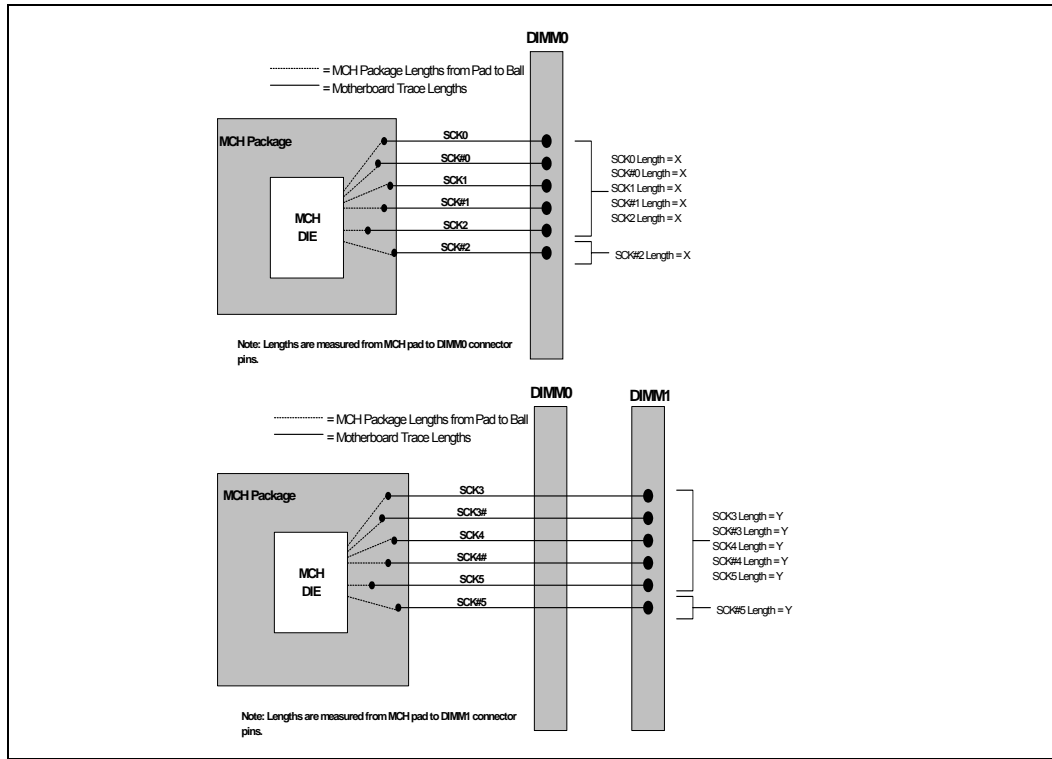 DIMM0
= MCH Package Lengths from Pad to Ball
= Motherboard Trace Lengths
MCH Package
MCH
DIE
SCK0
SCK#0
SCK1
SCK#1
SCK2
SCK#2
SCK0 Length = X
SCK#0 Length = X
SCK1 Length = X
SCK#1 Length = X
SCK2 Length = X
SCK#2 Length = X
Note: Lengths are measured from MCH pad to DIMM0 connector
pins.
DIMM0
DIMM1
= MCH Package Lengths from Pad to Ball
= Motherboard Trace Lengths
MCH Package
MCH
DIE
SCK3
SCK3#
SCK4
SCK4#
SCK5
SCK#5
SCK3 Length = Y
SCK#3 Length = Y
SCK4 Length = Y
SCK#4 Length = Y
SCK5 Length = Y
SCK#5 Length = Y
Note: Lengths are measured from MCH pad to DIMM1 connector
pins.